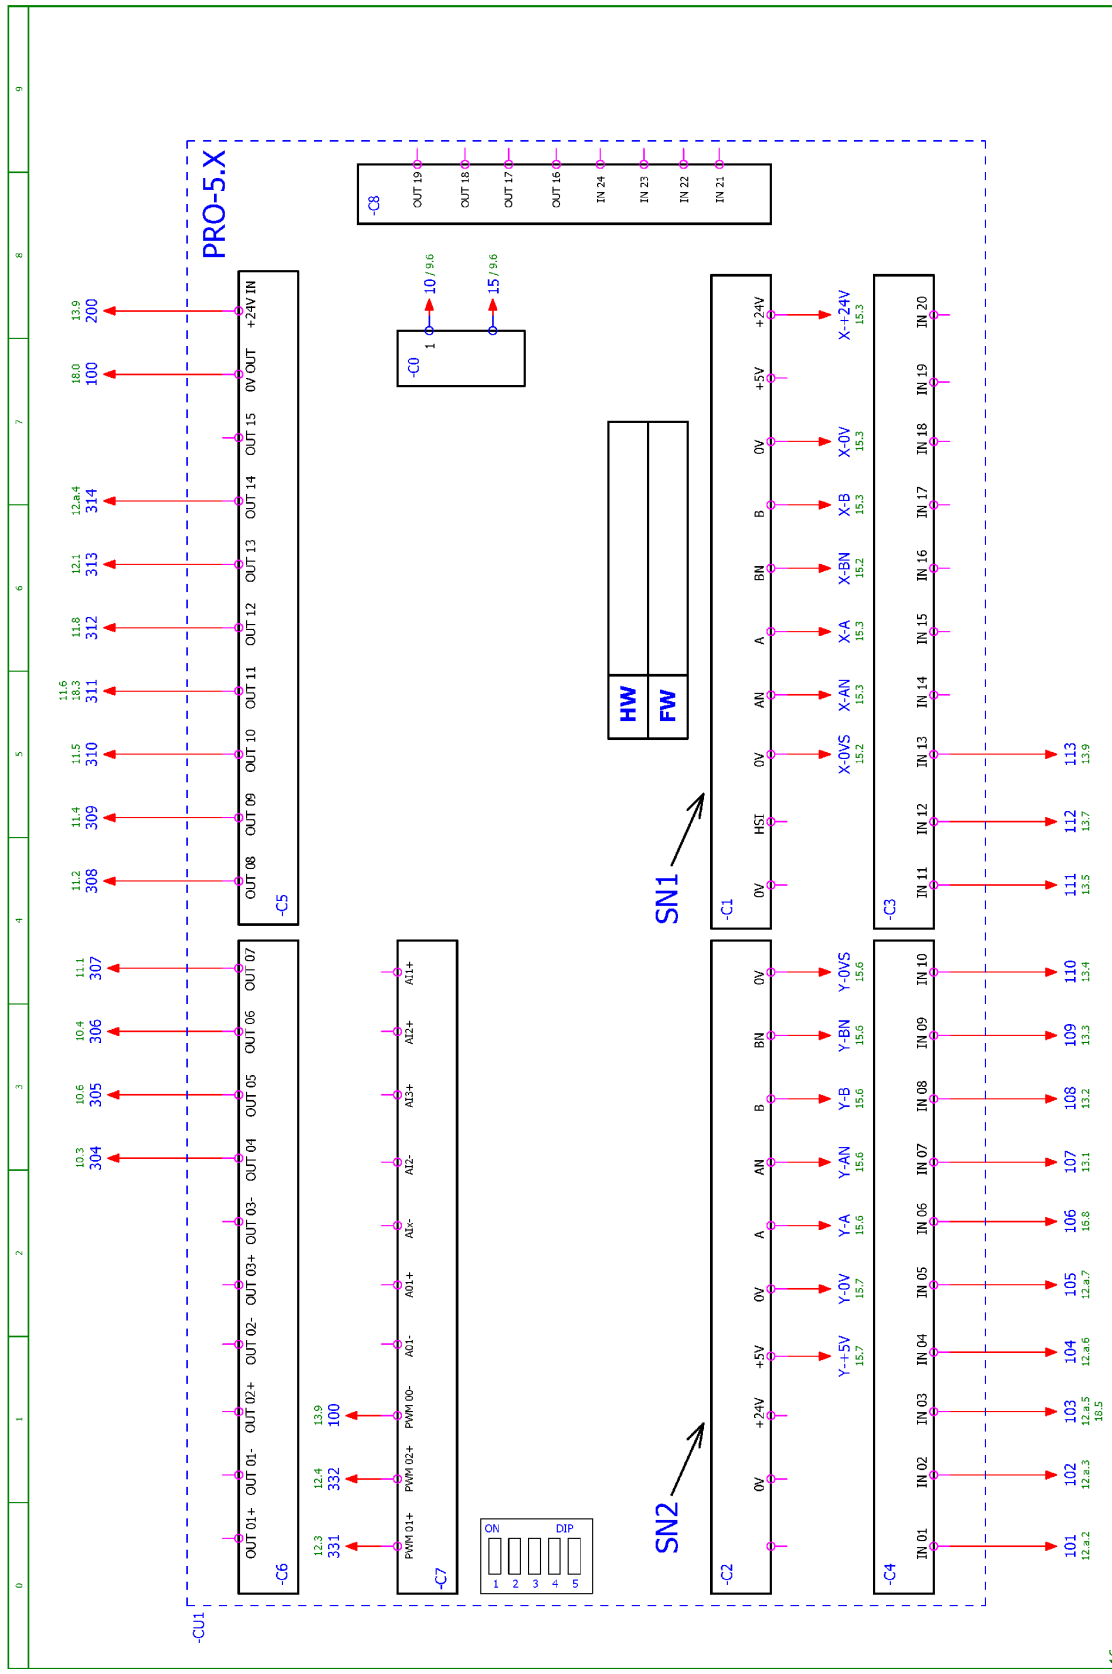 0 1 2 3 4 5 6 7 8 9
11.6
10.3 10.6 10.4 11.1 11.2 11.4 11.5 18.3 11.8 12.1 12.a.4 18.0 13.9
304 305 306 307 308 309 310 311 312 313 314 100 200
-CU1
PRO-5.X
OUT 01+ OUT 01- OUT 02+ OUT 02- OUT 03+ OUT 03- OUT 04 OUT 05 OUT 06 OUT 07
OUT 08 OUT 09 OUT 10 OUT 11 OUT 12 OUT 13 OUT 14 OUT 15 0V OUT +24V IN
-C6
-C5
12.3 12.4 13.9
331 332 100
PWM 01+ PWM 02+ PWM 00- AO1- AO1+ AIx- AI2- AI3+ AI2+ AI1+
-C7
-C0
1
10 / 9.6
15 / 9.6
-C8
OUT 19
OUT 18
OUT 17
OUT 16
IN 24
IN 23
IN 22
IN 21
ON DIP
1 2 3 4 5
HW
FW
SN2
SN1
-C2
-C1
0V +24V +5V 0V A AN B BN 0V
0V HSI 0V AN A BN B 0V +5V +24V
Y-+5V Y-0V Y-A Y-AN Y-B Y-BN Y-0VS
X-0VS X-AN X-A X-BN X-B X-0V X-+24V
15.7 15.7 15.6 15.6 15.6 15.6 15.6
15.2 15.3 15.3 15.2 15.3 15.3 15.3
-C4
-C3
IN 01 IN 02 IN 03 IN 04 IN 05 IN 06 IN 07 IN 08 IN 09 IN 10
IN 11 IN 12 IN 13 IN 14 IN 15 IN 16 IN 17 IN 18 IN 19 IN 20
101 102 103 104 105 106 107 108 109 110 111 112 113
12.a.2 12.a.3 12.a.5 12.a.6 12.a.7 16.8 13.1 13.2 13.3 13.4 13.5 13.7 13.9
18.5